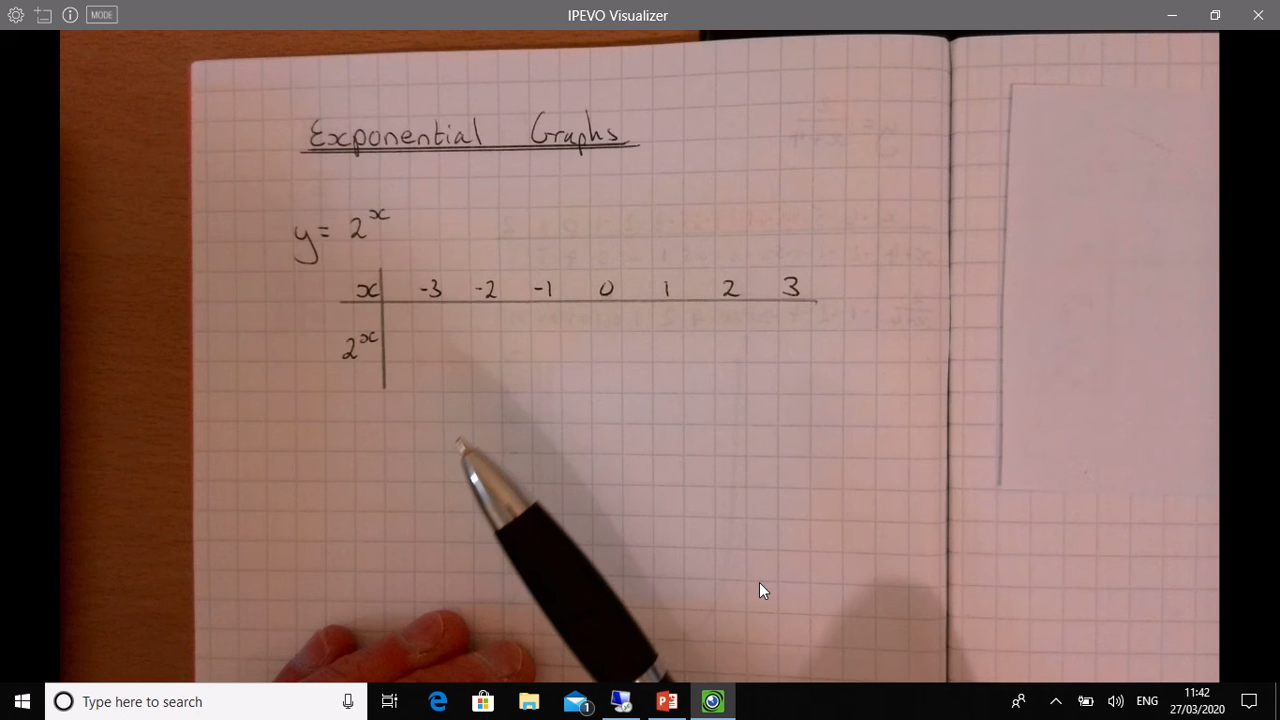 MODE
IPEVO Visualizer
Exponential Graphs
y = 2^x
x -3 -2 -1 0 1 2 3
2^x
Type here to search
1
ENG
11:42
27/03/2020